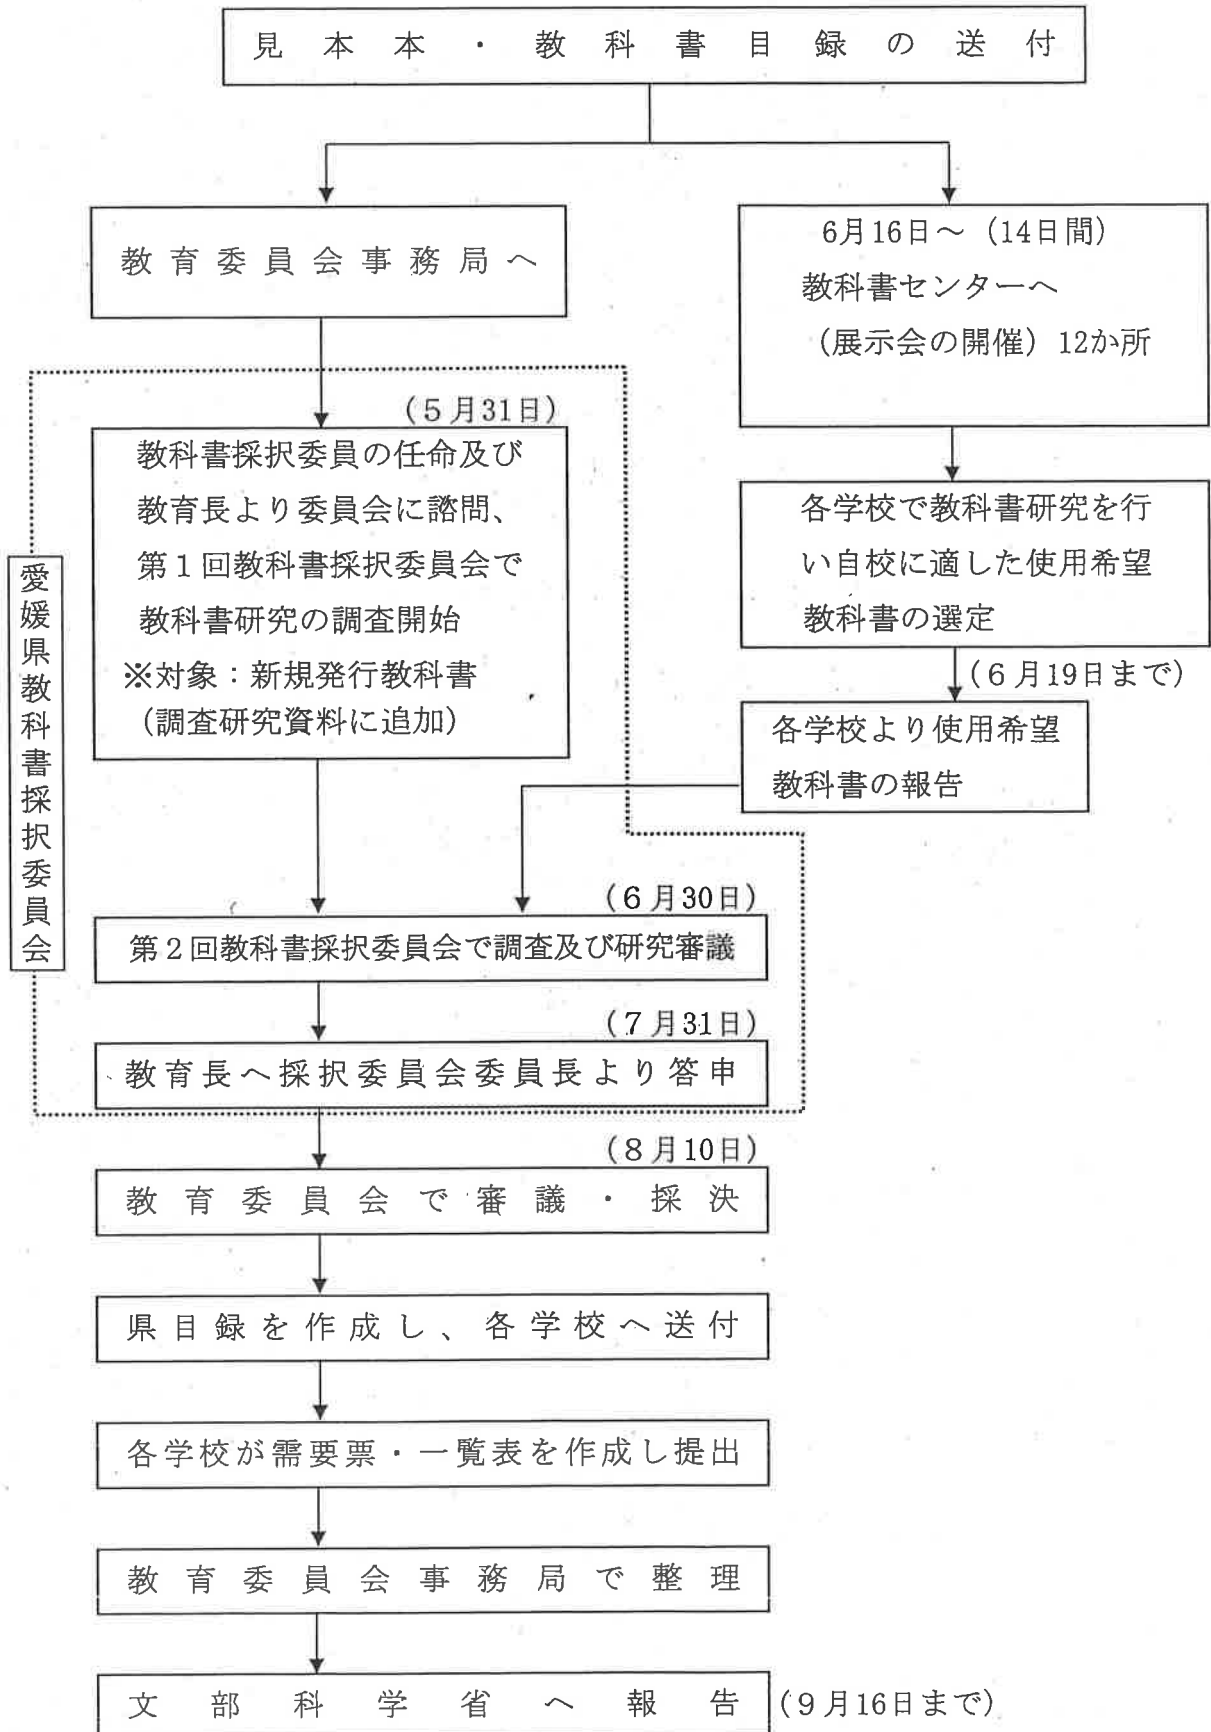 見本本・教科書目録の送付
教育委員会事務局へ
6月16日～（14日間）
教科書センターへ
（展示会の開催）12か所
（5月31日）
教科書採択委員の任命及び
教育長より委員会に諮問、
第1回教科書採択委員会で
教科書研究の調査開始
※対象：新規発行教科書
（調査研究資料に追加）
各学校で教科書研究を行
い自校に適した使用希望
教科書の選定
（6月19日まで）
各学校より使用希望
教科書の報告
愛媛県教科書採択委員会
（6月30日）
第2回教科書採択委員会で調査及び研究審議
（7月31日）
教育長へ採択委員会委員長より答申
（8月10日）
教育委員会で審議・採決
県目録を作成し、各学校へ送付
各学校が需要票・一覧表を作成し提出
教育委員会事務局で整理
文部科学省へ報告
（9月16日まで）